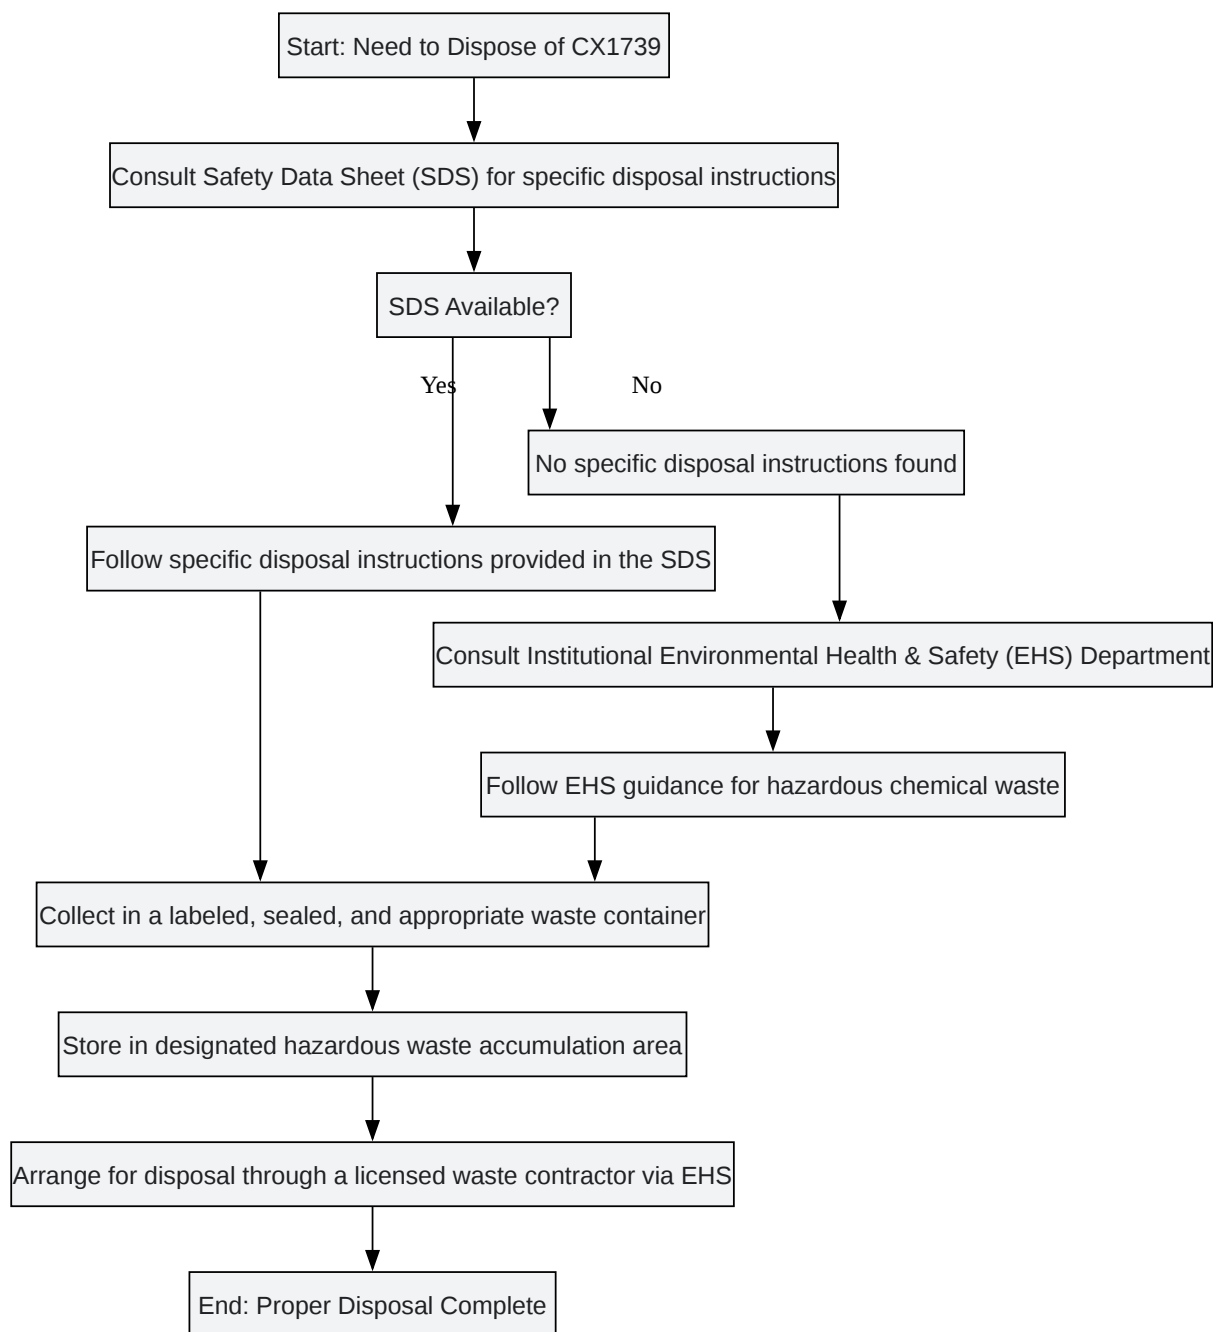 Start: Need to Dispose of CX1739
Consult Safety Data Sheet (SDS) for specific disposal instructions
SDS Available?
Yes
No
No specific disposal instructions found
Follow specific disposal instructions provided in the SDS
Consult Institutional Environmental Health & Safety (EHS) Department
Follow EHS guidance for hazardous chemical waste
Collect in a labeled, sealed, and appropriate waste container
Store in designated hazardous waste accumulation area
Arrange for disposal through a licensed waste contractor via EHS
End: Proper Disposal Complete